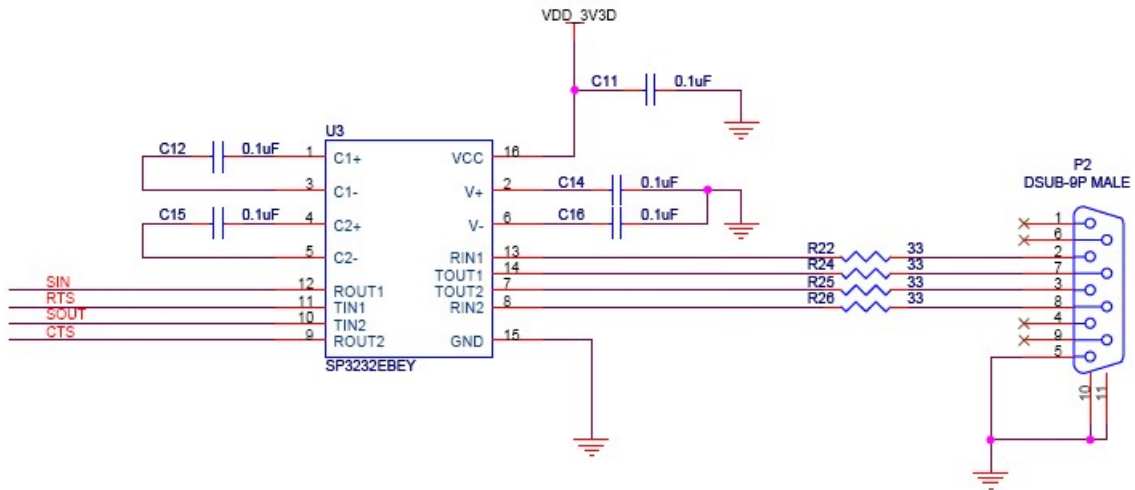 VDD_3V3D
C11 0.1uF
U3
C12 0.1uF 1 C1+ VCC 16
P2
DSUB-9P MALE
3 C1- V+ 2 C14 0.1uF
C15 0.1uF 4 C2+ V- 6 C16 0.1uF
1
6
5 C2- RIN1 13 R22 33 2
TOUT1 14 R24 33 7
SIN 12 ROUT1 TOUT2 7 R25 33 3
RTS 11 TIN1 RIN2 8 R26 33 8
SOUT 10 TIN2 4
CTS 9 ROUT2 GND 15 9
5
SP3232EBEY
10 11